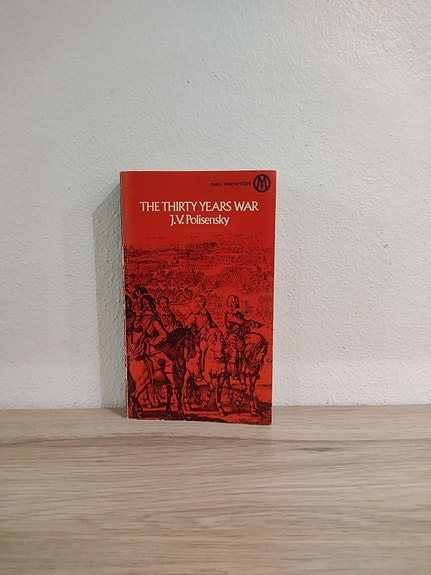 NEL MENTOR M
THE THIRTY YEARS WAR
J.V. Polisensky